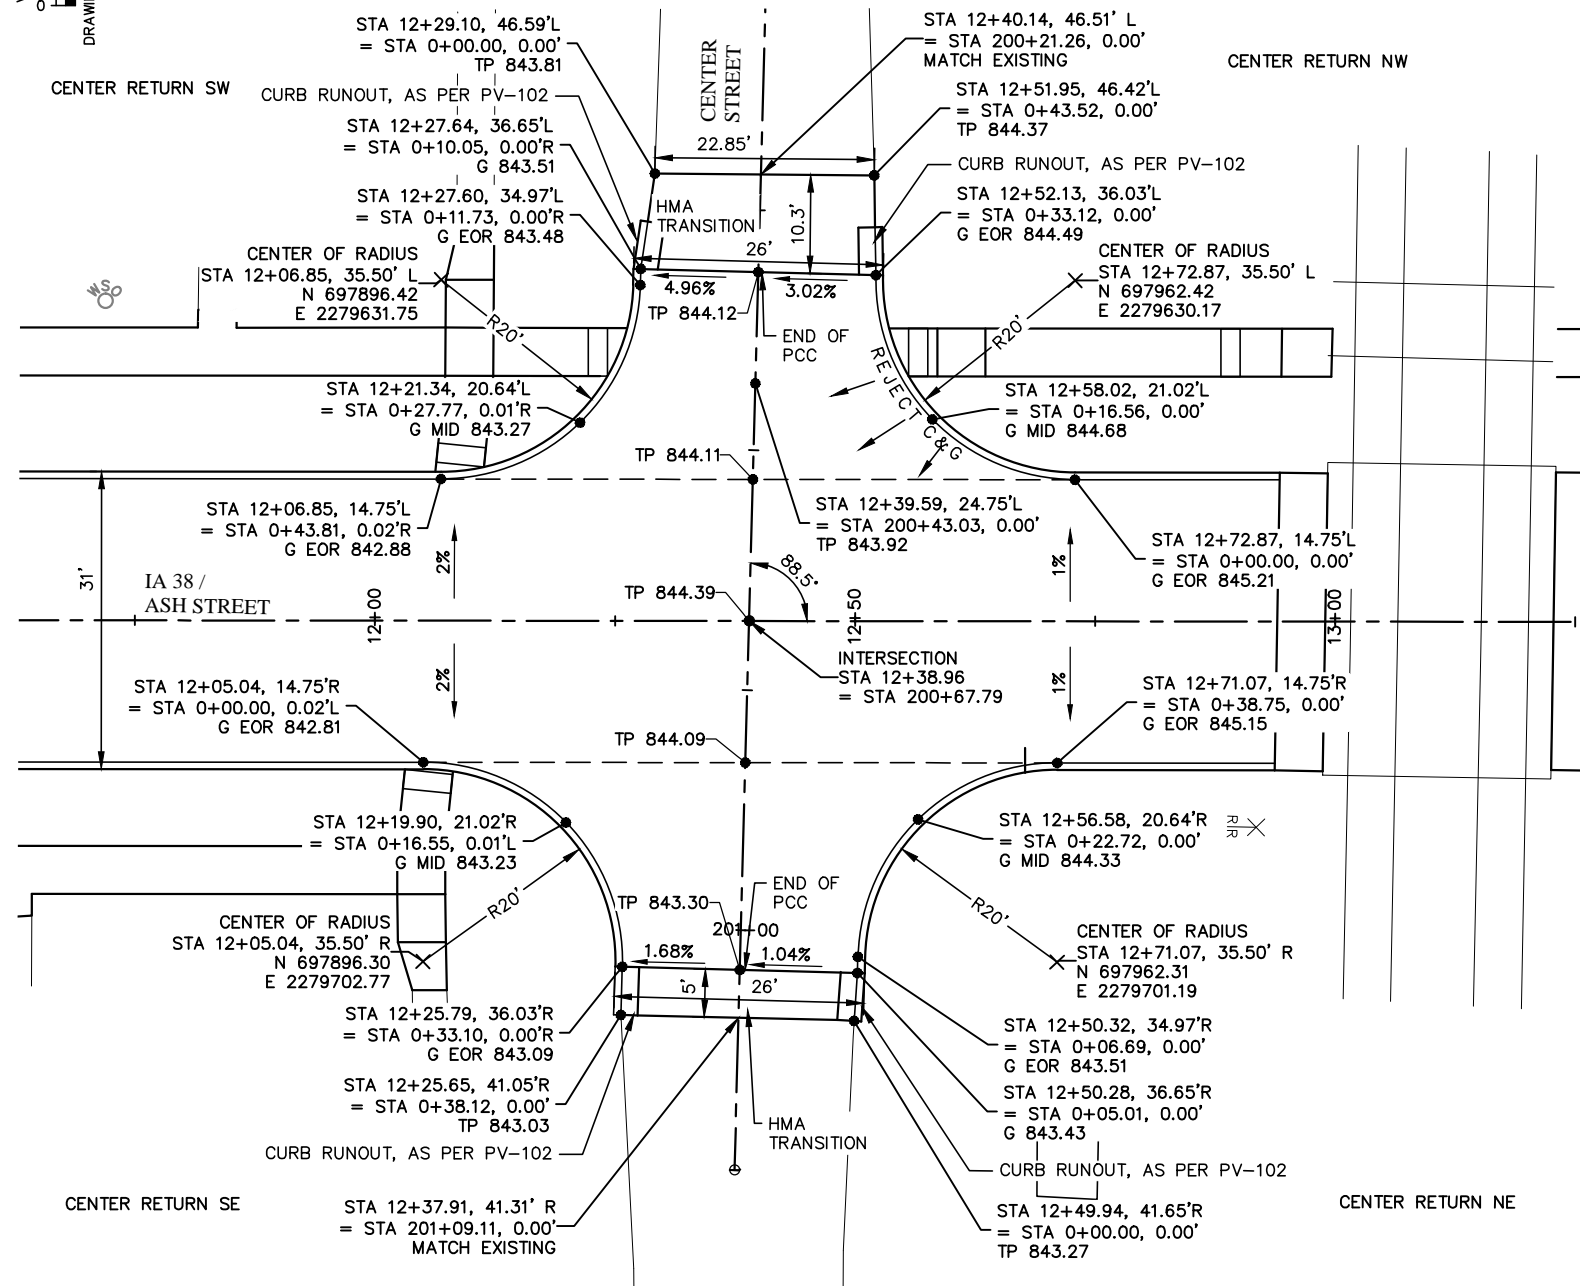 0
DRAWIN
CENTER RETURN SW
STA 12+29.10, 46.59'L
= STA 0+00.00, 0.00'
TP 843.81
CURB RUNOUT, AS PER PV-102
STA 12+27.64, 36.65'L
= STA 0+10.05, 0.00'R
G 843.51
STA 12+27.60, 34.97'L
= STA 0+11.73, 0.00'R
G EOR 843.48
CENTER OF RADIUS
STA 12+06.85, 35.50' L
N 697896.42
E 2279631.75
WSO
CENTER
STREET
22.85'
HMA
TRANSITION
10.3'
26'
4.96%
3.02%
TP 844.12
END OF
PCC
STA 12+40.14, 46.51' L
= STA 200+21.26, 0.00'
MATCH EXISTING
CENTER RETURN NW
STA 12+51.95, 46.42'L
= STA 0+43.52, 0.00'
TP 844.37
CURB RUNOUT, AS PER PV-102
STA 12+52.13, 36.03'L
= STA 0+33.12, 0.00'
G EOR 844.49
CENTER OF RADIUS
STA 12+72.87, 35.50' L
N 697962.42
E 2279630.17
R20'
R20'
REJECT C&G
STA 12+21.34, 20.64'L
= STA 0+27.77, 0.01'R
G MID 843.27
STA 12+58.02, 21.02'L
= STA 0+16.56, 0.00'
G MID 844.68
TP 844.11
STA 12+06.85, 14.75'L
= STA 0+43.81, 0.02'R
G EOR 842.88
STA 12+39.59, 24.75'L
= STA 200+43.03, 0.00'
TP 843.92
STA 12+72.87, 14.75'L
= STA 0+00.00, 0.00'
G EOR 845.21
31'
IA 38 /
ASH STREET
2%
88.5°
1%
TP 844.39
12+00
12+50
13+00
INTERSECTION
STA 12+38.96
= STA 200+67.79
2%
1%
STA 12+05.04, 14.75'R
= STA 0+00.00, 0.02'L
G EOR 842.81
STA 12+71.07, 14.75'R
= STA 0+38.75, 0.00'
G EOR 845.15
TP 844.09
STA 12+19.90, 21.02'R
= STA 0+16.55, 0.01'L
G MID 843.23
STA 12+56.58, 20.64'R
= STA 0+22.72, 0.00'
G MID 844.33
RR
R20'
R20'
TP 843.30
END OF
PCC
201+00
1.68%
1.04%
5'
26'
CENTER OF RADIUS
STA 12+05.04, 35.50' R
N 697896.30
E 2279702.77
CENTER OF RADIUS
STA 12+71.07, 35.50' R
N 697962.31
E 2279701.19
STA 12+25.79, 36.03'R
= STA 0+33.10, 0.00'R
G EOR 843.09
STA 12+50.32, 34.97'R
= STA 0+06.69, 0.00'
G EOR 843.51
STA 12+25.65, 41.05'R
= STA 0+38.12, 0.00'
TP 843.03
STA 12+50.28, 36.65'R
= STA 0+05.01, 0.00'
G 843.43
HMA
TRANSITION
CURB RUNOUT, AS PER PV-102
CURB RUNOUT, AS PER PV-102
CENTER RETURN SE
STA 12+37.91, 41.31' R
= STA 201+09.11, 0.00'
MATCH EXISTING
STA 12+49.94, 41.65'R
= STA 0+00.00, 0.00'
TP 843.27
CENTER RETURN NE